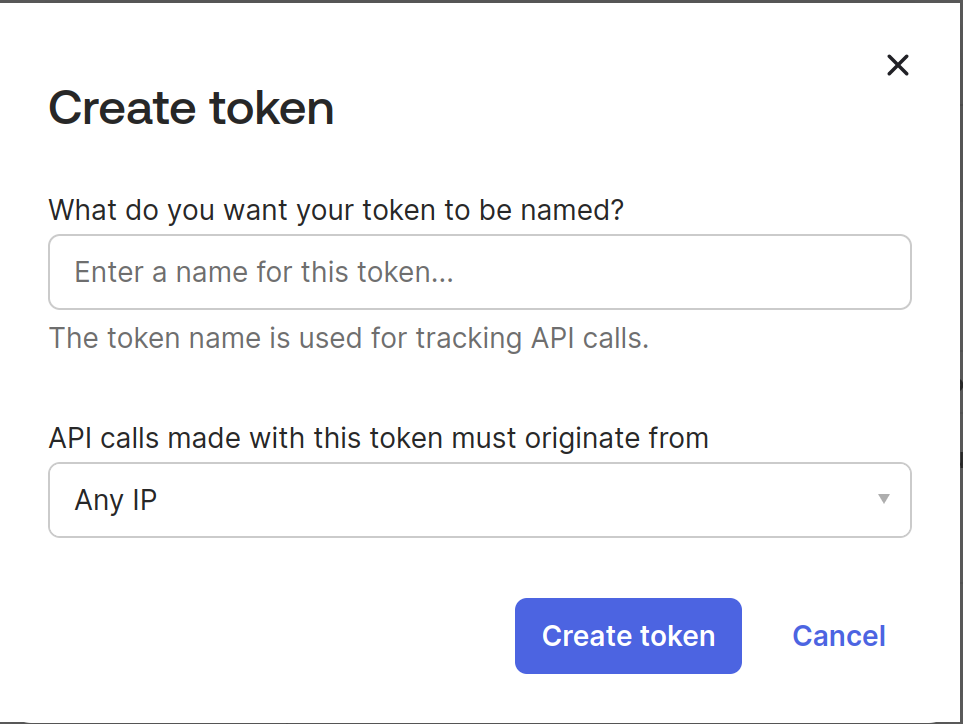 Create token
What do you want your token to be named?
Enter a name for this token...
The token name is used for tracking API calls.
API calls made with this token must originate from
Any IP
Create token
Cancel